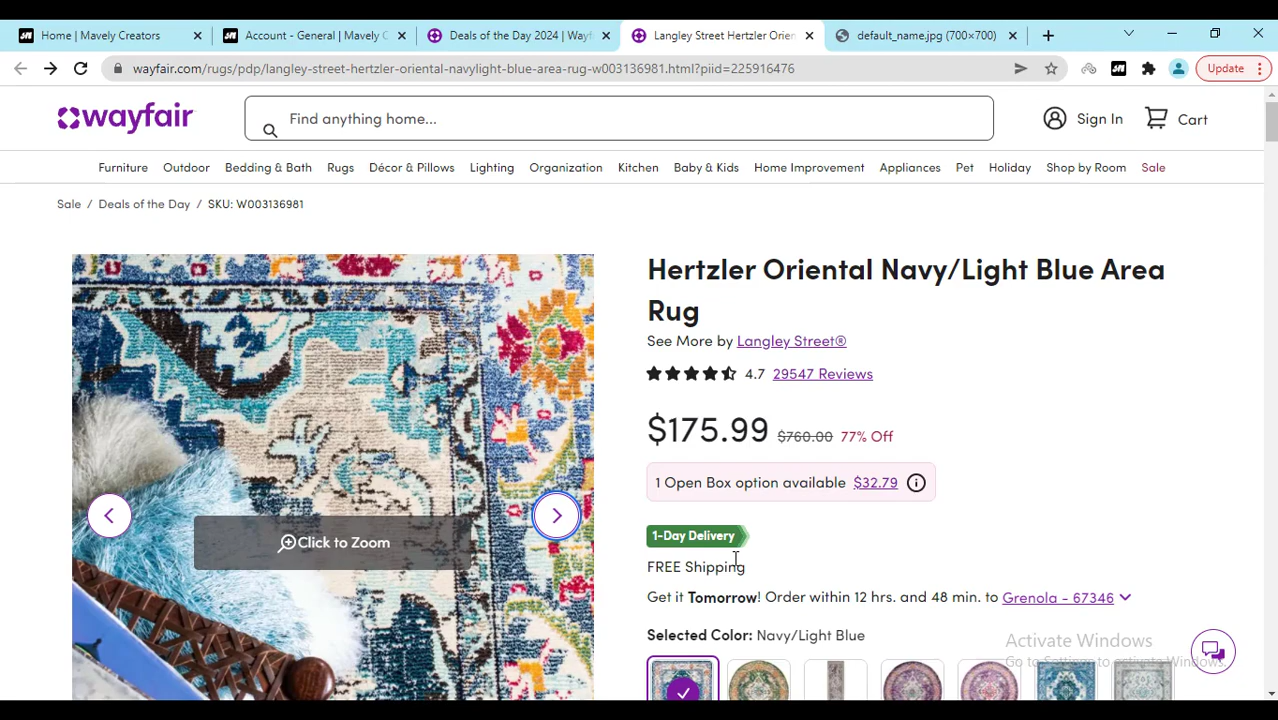 Home | Mavely Creators
Account - General | Mavely C
Deals of the Day 2024 | Wayf
Langley Street Hertzler Orien
default_name.jpg (700×700)
wayfair.com/rugs/pdp/langley-street-hertzler-oriental-navylight-blue-area-rug-w003136981.html?piid=225916476
Update
wayfair
Find anything home...
Sign In
Cart
Furniture Outdoor Bedding & Bath Rugs Décor & Pillows Lighting Organization Kitchen Baby & Kids Home Improvement Appliances Pet Holiday Shop by Room Sale
Sale / Deals of the Day / SKU: W003136981
Click to Zoom
Hertzler Oriental Navy/Light Blue Area
Rug
See More by Langley Street®
4.7 29547 Reviews
$175.99 $760.00 77% Off
1 Open Box option available $32.79
1-Day Delivery
FREE Shipping
Get it Tomorrow! Order within 12 hrs. and 48 min. to Grenola - 67346
Selected Color: Navy/Light Blue
Activate Windows
Go to Settings to activate Windows.